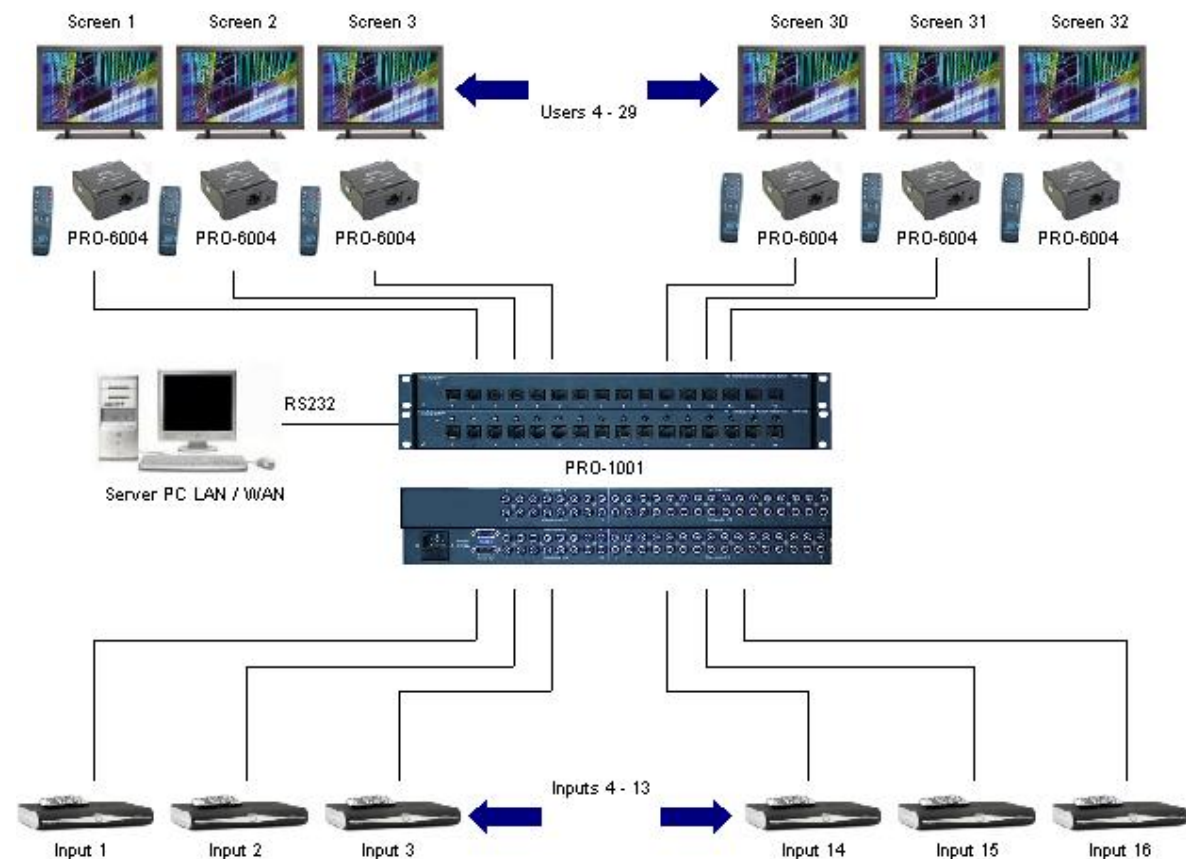 Screen 1
Screen 2
Screen 3
Screen 30
Screen 31
Screen 32
Users 4 - 29
PRO-6004
PRO-6004
PRO-6004
PRO-6004
PRO-6004
PRO-6004
RS232
PRO-1001
Server PC LAN / WAN
Inputs 4 - 13
Input 1
Input 2
Input 3
Input 14
Input 15
Input 16